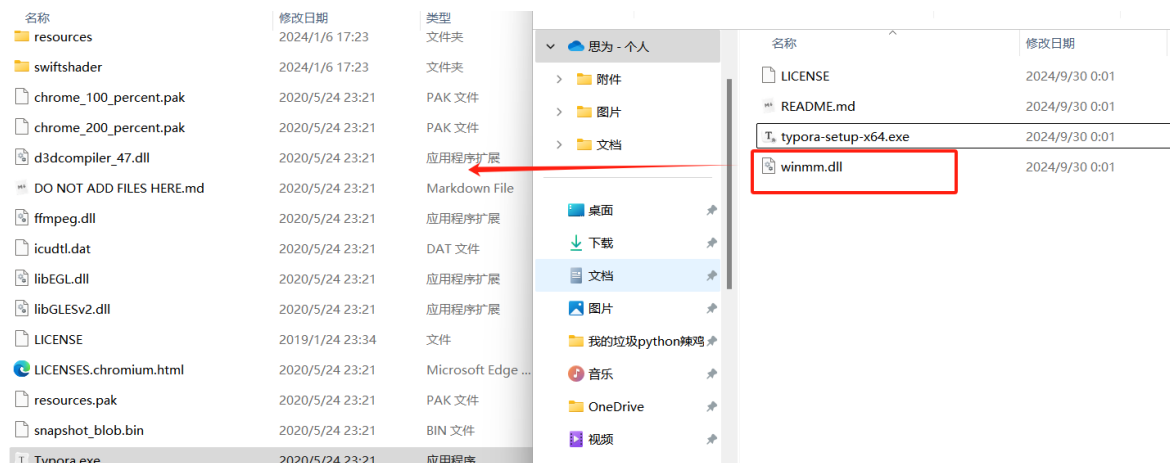 名称 修改日期 类型
resources 2024/1/6 17:23 文件夹
swiftshader 2024/1/6 17:23 文件夹
chrome_100_percent.pak 2020/5/24 23:21 PAK 文件
chrome_200_percent.pak 2020/5/24 23:21 PAK 文件
d3dcompiler_47.dll 2020/5/24 23:21 应用程序扩展
DO NOT ADD FILES HERE.md 2020/5/24 23:21 Markdown File
ffmpeg.dll 2020/5/24 23:21 应用程序扩展
icudtl.dat 2020/5/24 23:21 DAT 文件
libEGL.dll 2020/5/24 23:21 应用程序扩展
libGLESv2.dll 2020/5/24 23:21 应用程序扩展
LICENSE 2019/1/24 23:34 文件
LICENSES.chromium.html 2020/5/24 23:21 Microsoft Edge ...
resources.pak 2020/5/24 23:21 PAK 文件
snapshot_blob.bin 2020/5/24 23:21 BIN 文件
Typora.exe 2020/5/24 23:21 应用程序
思为 - 个人
附件
图片
文档
桌面
下载
文档
图片
我的垃圾python辣鸡
音乐
OneDrive
视频
名称 修改日期
LICENSE 2024/9/30 0:01
README.md 2024/9/30 0:01
typora-setup-x64.exe 2024/9/30 0:01
winmm.dll 2024/9/30 0:01